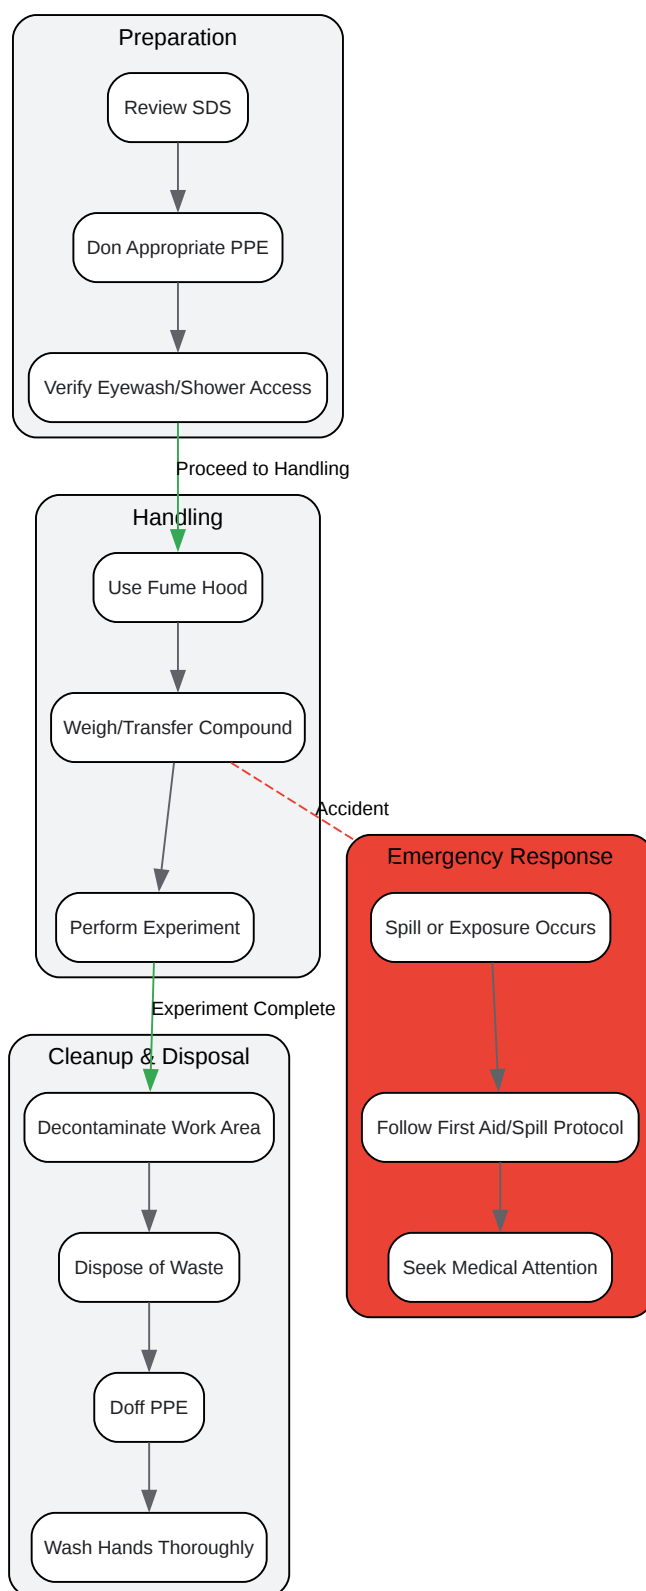 Preparation
Review SDS
Don Appropriate PPE
Verify Eyewash/Shower Access
Proceed to Handling
Handling
Use Fume Hood
Weigh/Transfer Compound
Accident
Perform Experiment
Experiment Complete
Emergency Response
Spill or Exposure Occurs
Follow First Aid/Spill Protocol
Seek Medical Attention
Cleanup & Disposal
Decontaminate Work Area
Dispose of Waste
Doff PPE
Wash Hands Thoroughly